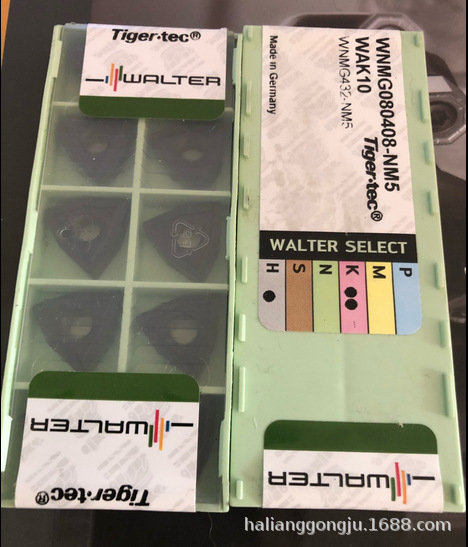 Tiger·tec®
WALTER
WALTER
Tiger·tec®
WNMG080408-NM5
WAK10
WNMG432-NM5
Tiger·tec®
Made in Germany
WALTER SELECT
P
M
K
N
S
H
WALTER
halianggongju.1688.com